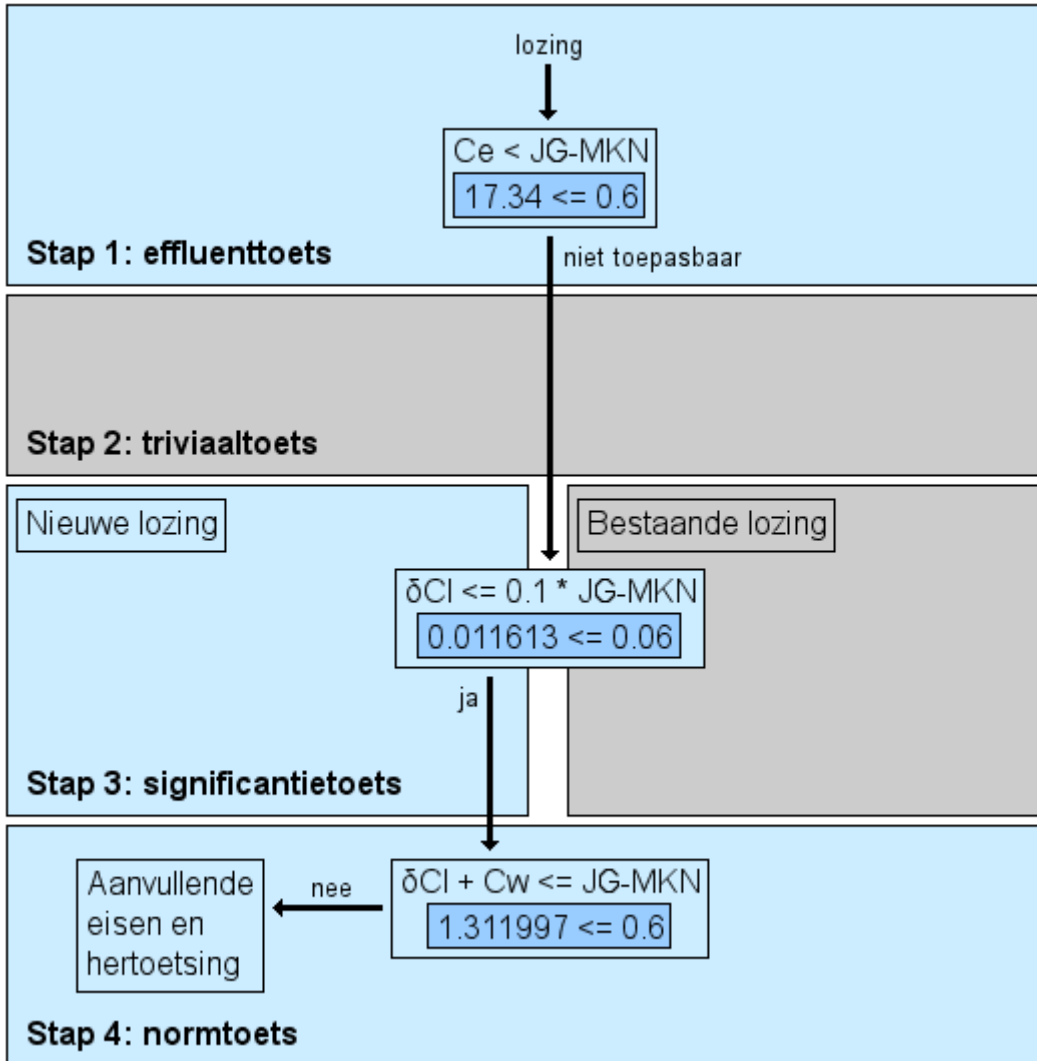 lozing
Ce < JG-MKN
17.34 <= 0.6
Stap 1: effluenttoets
niet toepasbaar
Stap 2: triviaaltoets
Nieuwe lozing
Bestaande lozing
δCl <= 0.1 * JG-MKN
0.011613 <= 0.06
ja
Stap 3: significantietoets
δCl + Cw <= JG-MKN
1.311997 <= 0.6
nee
Aanvullende
eisen en
hertoetsing
Stap 4: normtoets